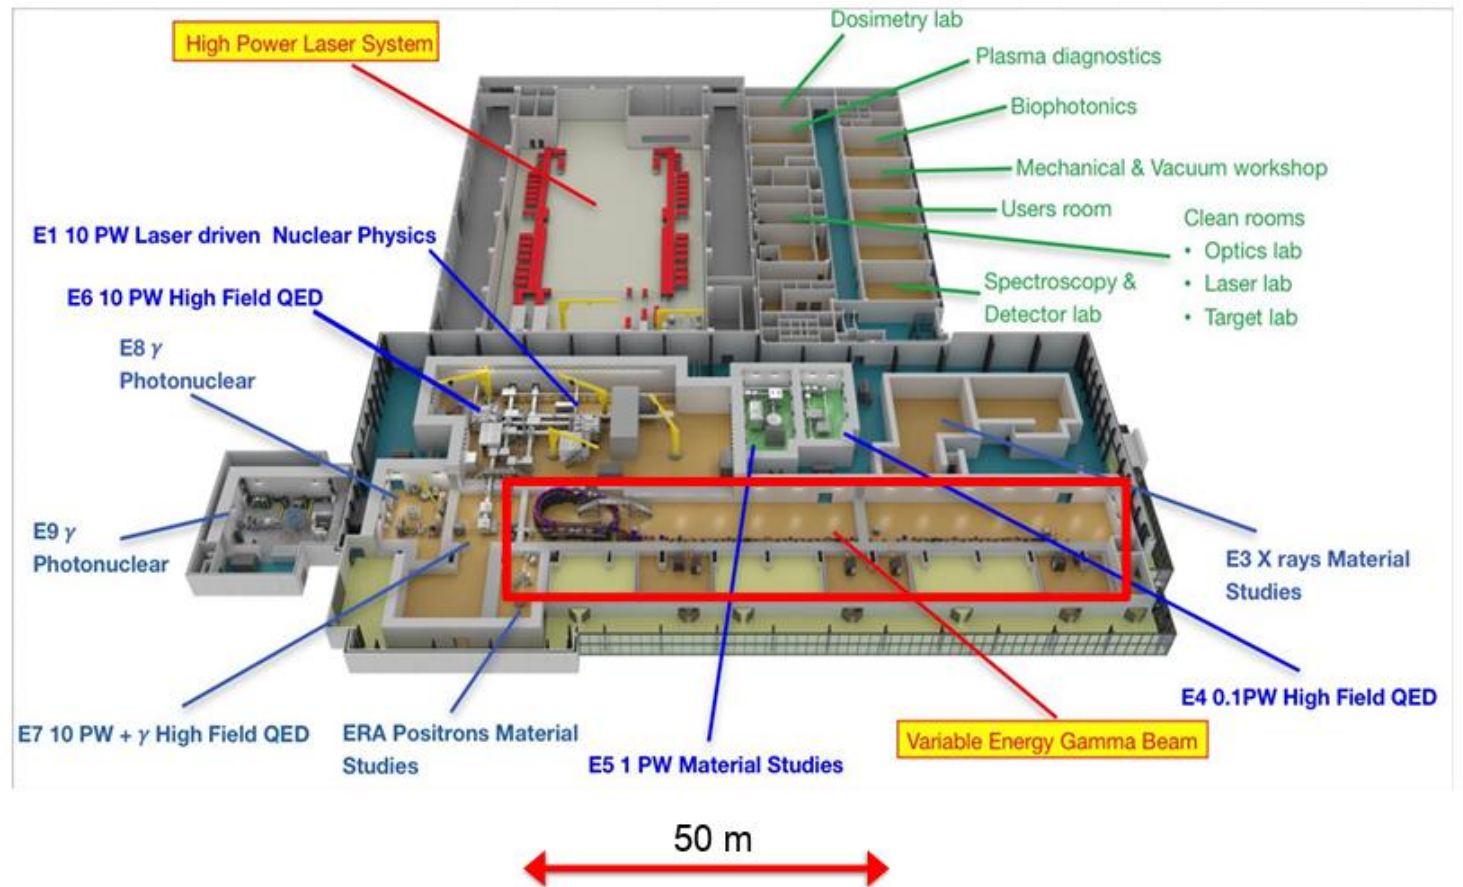 Dosimetry lab
High Power Laser System
Plasma diagnostics
Biophotonics
Mechanical & Vacuum workshop
Users room
Clean rooms
• Optics lab
• Laser lab
• Target lab
Spectroscopy &
Detector lab
E1 10 PW Laser driven Nuclear Physics
E6 10 PW High Field QED
E8 γ
Photonuclear
E9 γ
Photonuclear
E3 X rays Material
Studies
E4 0.1PW High Field QED
E7 10 PW + γ High Field QED
ERA Positrons Material
Studies
E5 1 PW Material Studies
Variable Energy Gamma Beam
50 m